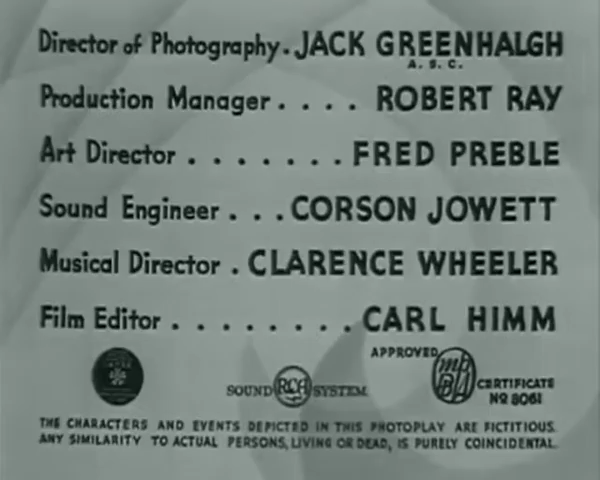 Director of Photography. JACK GREENHALGH
A. S. C.
Production Manager . . . . ROBERT RAY
Art Director . . . . . . . FRED PREBLE
Sound Engineer . . . CORSON JOWETT
Musical Director . CLARENCE WHEELER
Film Editor . . . . . . . . CARL HIMM
APPROVED
SOUND RCA SYSTEM
CERTIFICATE
No 8061
THE CHARACTERS AND EVENTS DEPICTED IN THIS PHOTOPLAY ARE FICTITIOUS.
ANY SIMILARITY TO ACTUAL PERSONS, LIVING OR DEAD, IS PURELY COINCIDENTAL.